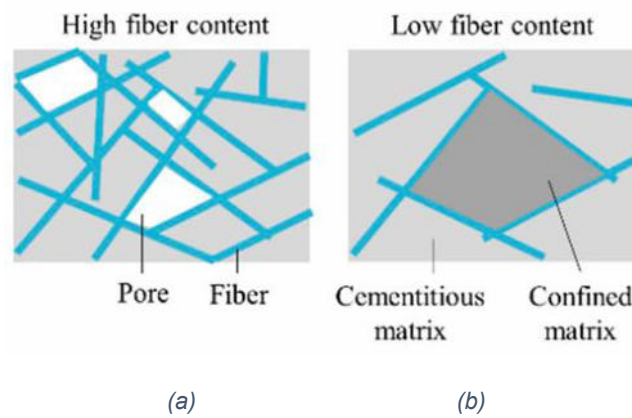 High fiber content
Low fiber content
Pore
Fiber
Cementitious
matrix
Confined
matrix
(a)
(b)